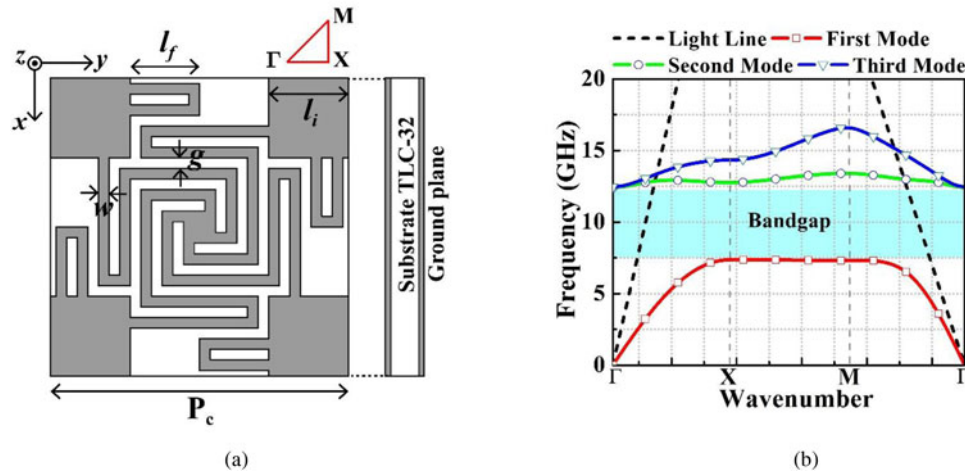 z
y
x
l_f
M
Γ
X
l_i
g
w
P_c
Substrate TLC-32
Ground plane
(a)
Light Line
First Mode
Second Mode
Third Mode
Frequency (GHz)
20
15
10
5
0
Bandgap
Γ
X
M
Γ
Wavenumber
(b)